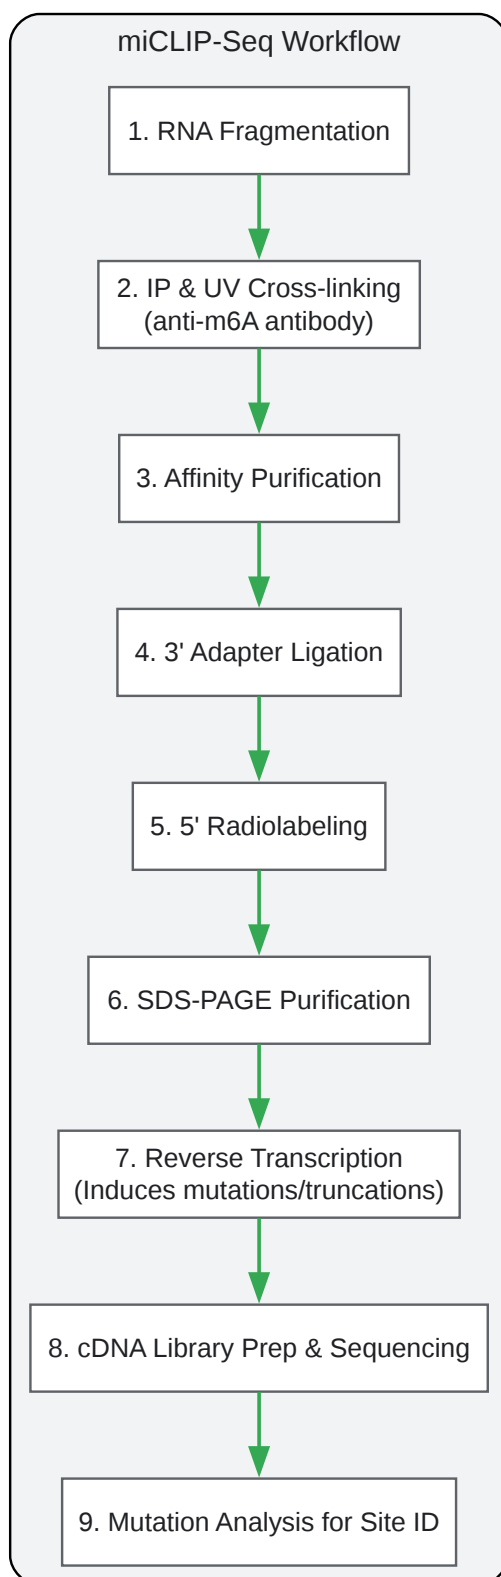 miCLIP-Seq Workflow
1. RNA Fragmentation
2. IP & UV Cross-linking
(anti-m6A antibody)
3. Affinity Purification
4. 3' Adapter Ligation
5. 5' Radiolabeling
6. SDS-PAGE Purification
7. Reverse Transcription
(Induces mutations/truncations)
8. cDNA Library Prep & Sequencing
9. Mutation Analysis for Site ID